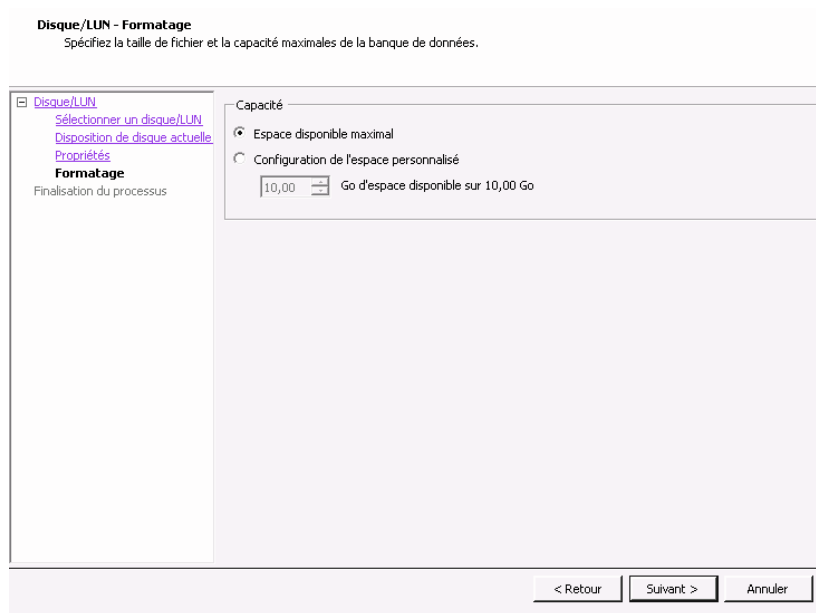 Disque/LUN - Formatage
Spécifiez la taille de fichier et la capacité maximales de la banque de données.
Disque/LUN
Sélectionner un disque/LUN
Disposition de disque actuelle
Propriétés
Formatage
Finalisation du processus
Capacité
Espace disponible maximal
Configuration de l'espace personnalisé
10,00 Go d'espace disponible sur 10,00 Go
< Retour
Suivant >
Annuler